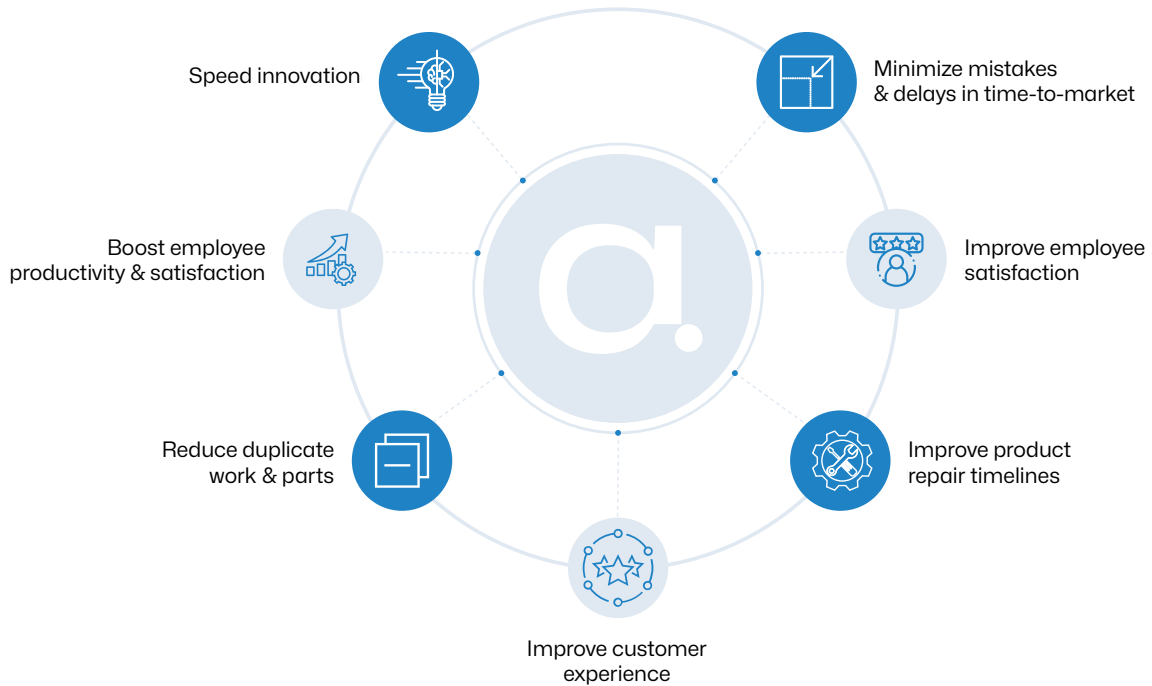 Speed innovation
Minimize mistakes
& delays in time-to-market
Boost employee
productivity & satisfaction
Improve employee
satisfaction
a.
Reduce duplicate
work & parts
Improve product
repair timelines
Improve customer
experience